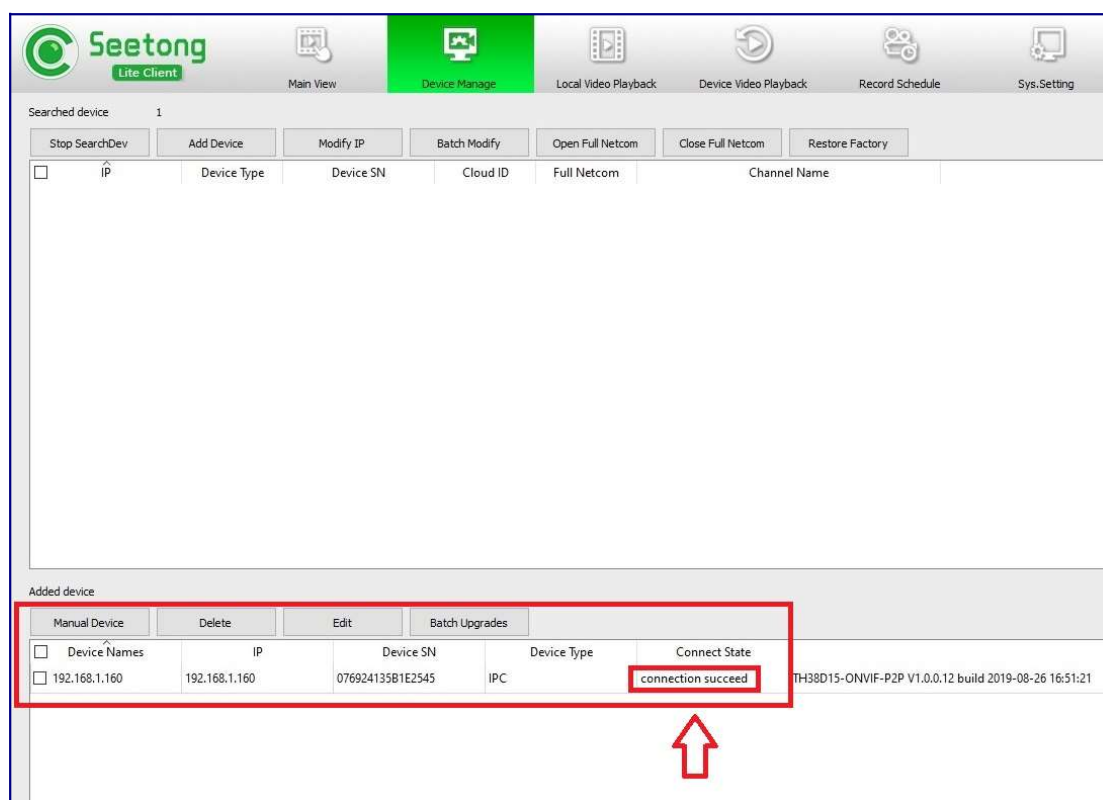 Seetong
Lite Client
Main View
Device Manage
Local Video Playback
Device Video Playback
Record Schedule
Sys.Setting
Searched device 1
Stop SearchDev Add Device Modify IP Batch Modify Open Full Netcom Close Full Netcom Restore Factory
IP Device Type Device SN Cloud ID Full Netcom Channel Name
Added device
Manual Device Delete Edit Batch Upgrades
Device Names IP Device SN Device Type Connect State
192.168.1.160 192.168.1.160 076924135B1E2545 IPC connection succeed TH38D15-ONVIF-P2P V1.0.0.12 build 2019-08-26 16:51:21